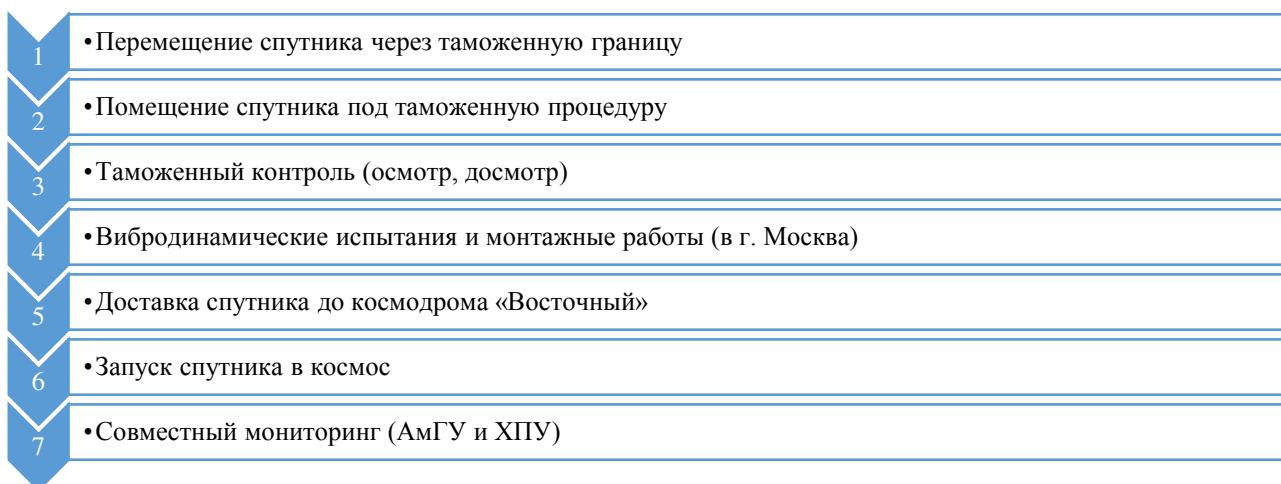 1 •Перемещение спутника через таможенную границу
2 •Помещение спутника под таможенную процедуру
3 •Таможенный контроль (осмотр, досмотр)
4 •Вибродинамические испытания и монтажные работы (в г. Москва)
5 •Доставка спутника до космодрома «Восточный»
6 •Запуск спутника в космос
7 •Совместный мониторинг (АмГУ и ХПУ)